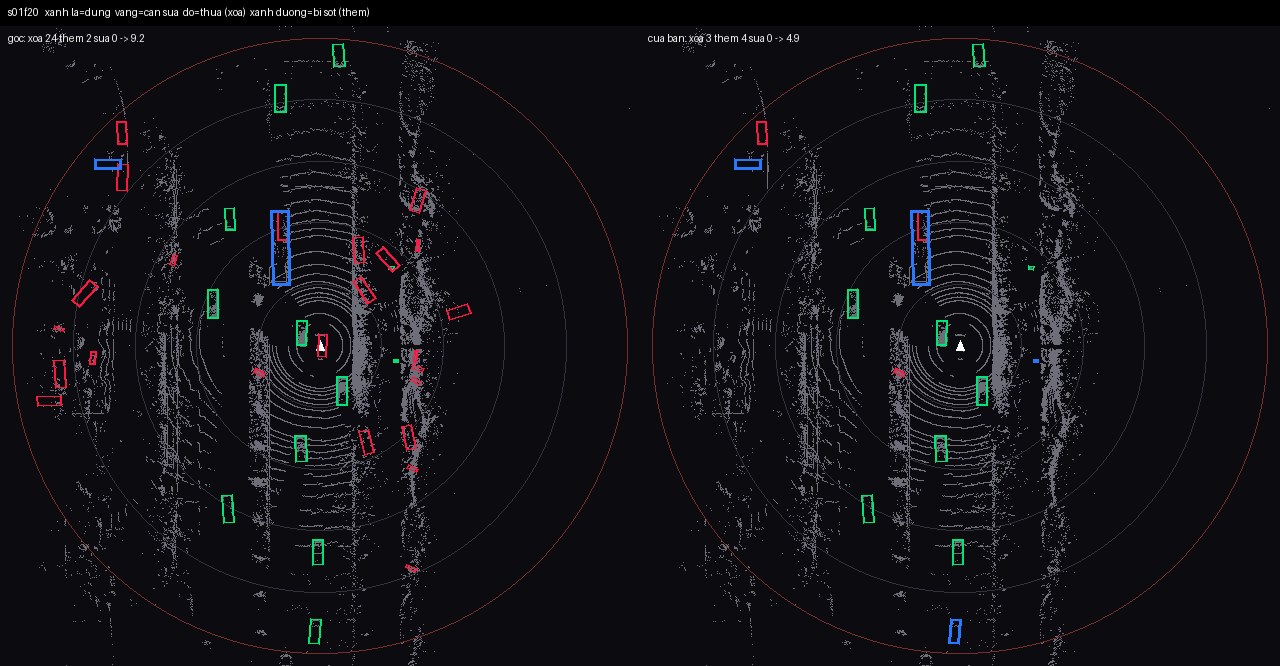 s01f20 xanh la=dung vang=can sua do=thua (xoa) xanh duong=bi sot (them)
goc: xoa 24 them 2 sua 0 -> 9.2
cua ban: xoa 3 them 4 sua 0 -> 4.9